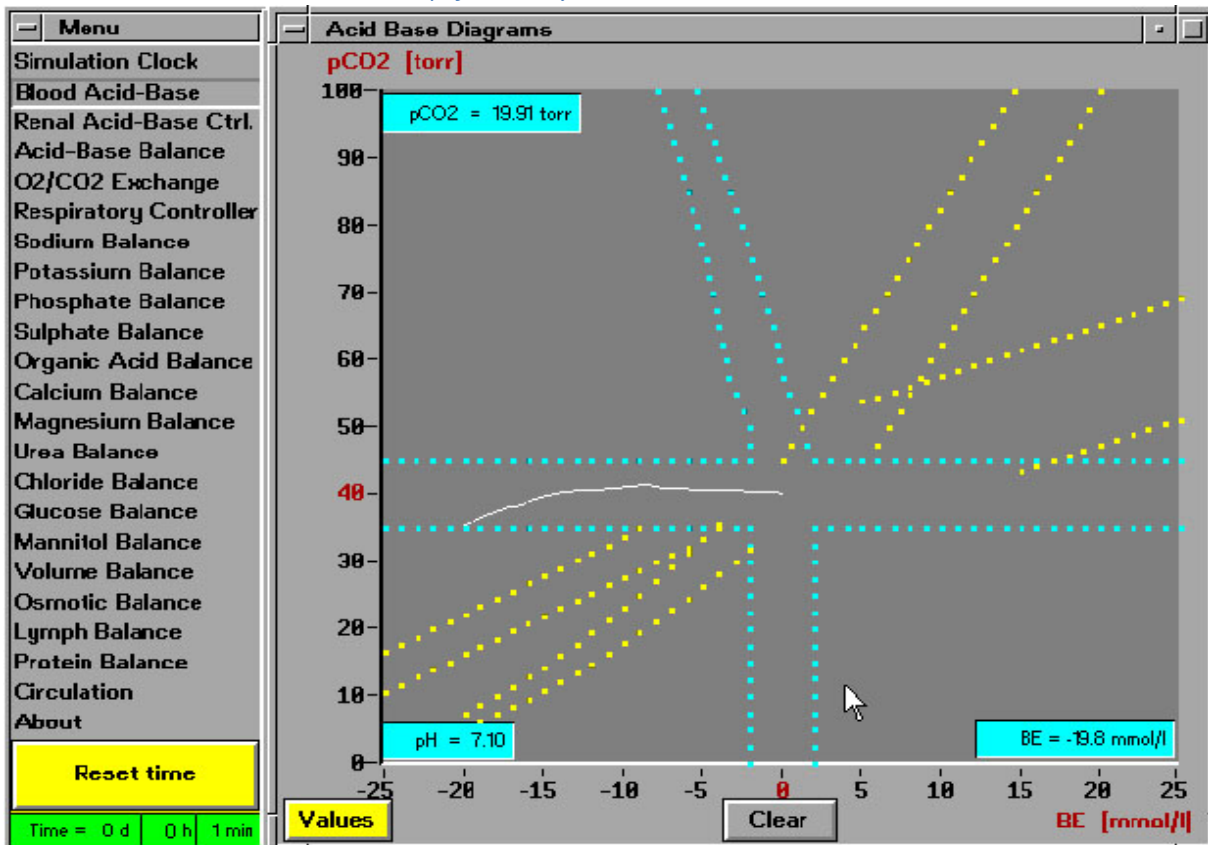 Menu
Simulation Clock
Blood Acid-Base
Renal Acid-Base Ctrl.
Acid-Base Balance
O2/CO2 Exchange
Respiratory Controller
Sodium Balance
Potassium Balance
Phosphate Balance
Sulphate Balance
Organic Acid Balance
Calcium Balance
Magnesium Balance
Urea Balance
Chloride Balance
Glucose Balance
Mannitol Balance
Volume Balance
Osmotic Balance
Lymph Balance
Protein Balance
Circulation
About
Reset time
Time = 0 d 0 h 1 min
Acid Base Diagrams
pCO2 [torr]
100
pCO2 = 19.91 torr
90
80
70
60
50
40
30
20
10
pH = 7.10
BE = -19.8 mmol/l
0
-25 -20 -15 -10 -5 0 5 10 15 20 25
Values
Clear
BE [mmol/l]